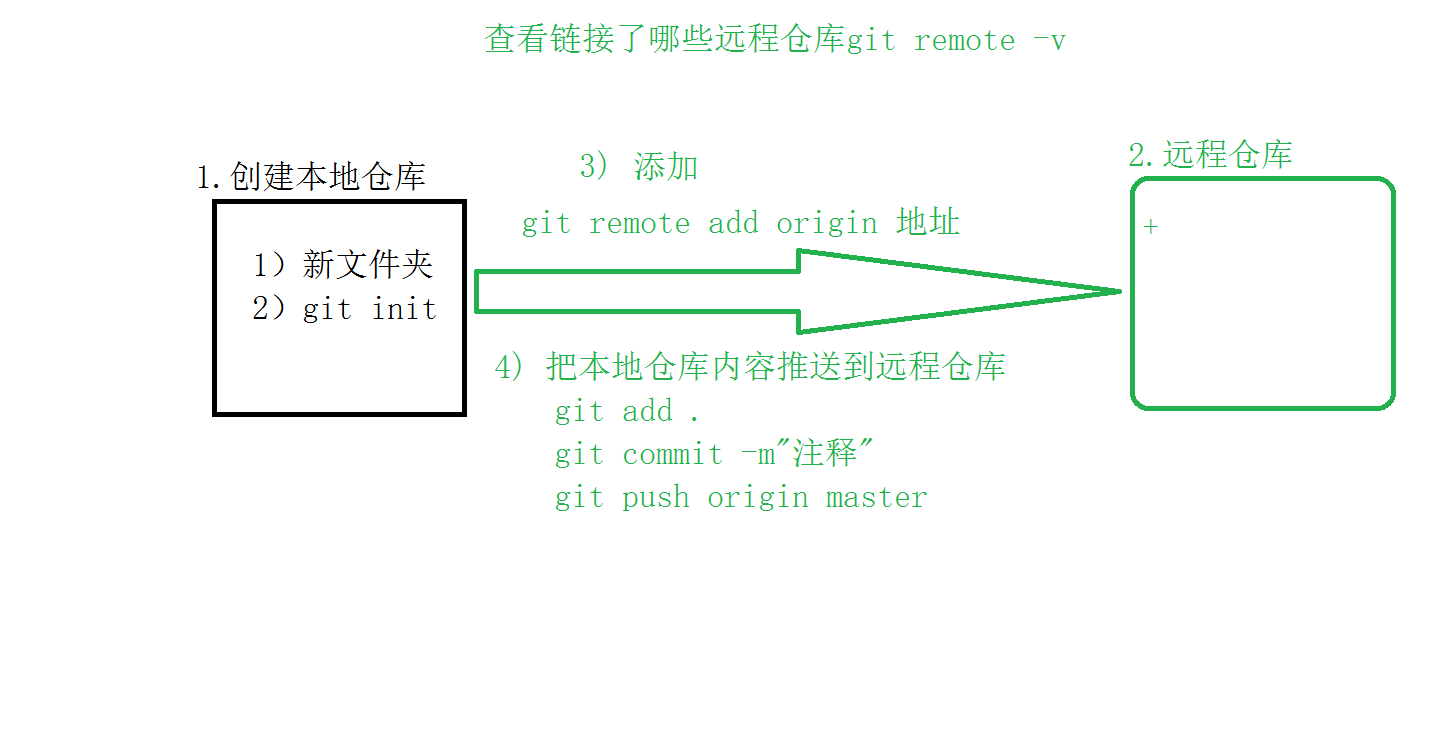 查看链接了哪些远程仓库git remote -v
1.创建本地仓库
1）新文件夹
2）git init
3) 添加
git remote add origin 地址
4) 把本地仓库内容推送到远程仓库
git add .
git commit -m"注释"
git push origin master
2.远程仓库
+